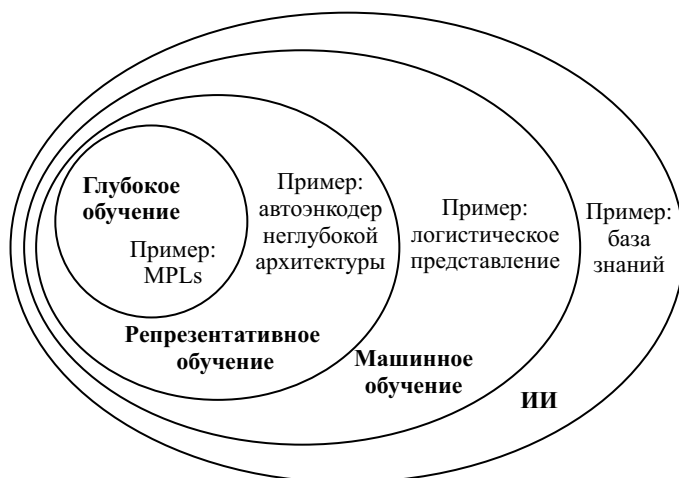 Глубокое
обучение
Пример:
MPLs
Пример:
автоэнкодер
неглубокой
архитектуры
Репрезентативное
обучение
Пример:
логистическое
представление
Машинное
обучение
Пример:
база
знаний
ИИ